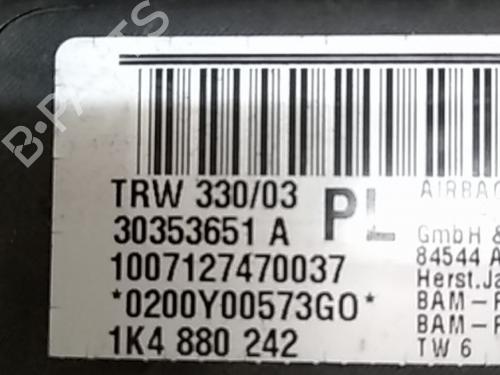 B-PARTS
TRW 330/03
30353651 A
PL
1007127470037
*0200Y00573GO*
1K4 880 242
AIRBAG
GmbH &
84544 A
Herst.Ja
BAM-P
BAM-P
TW 6